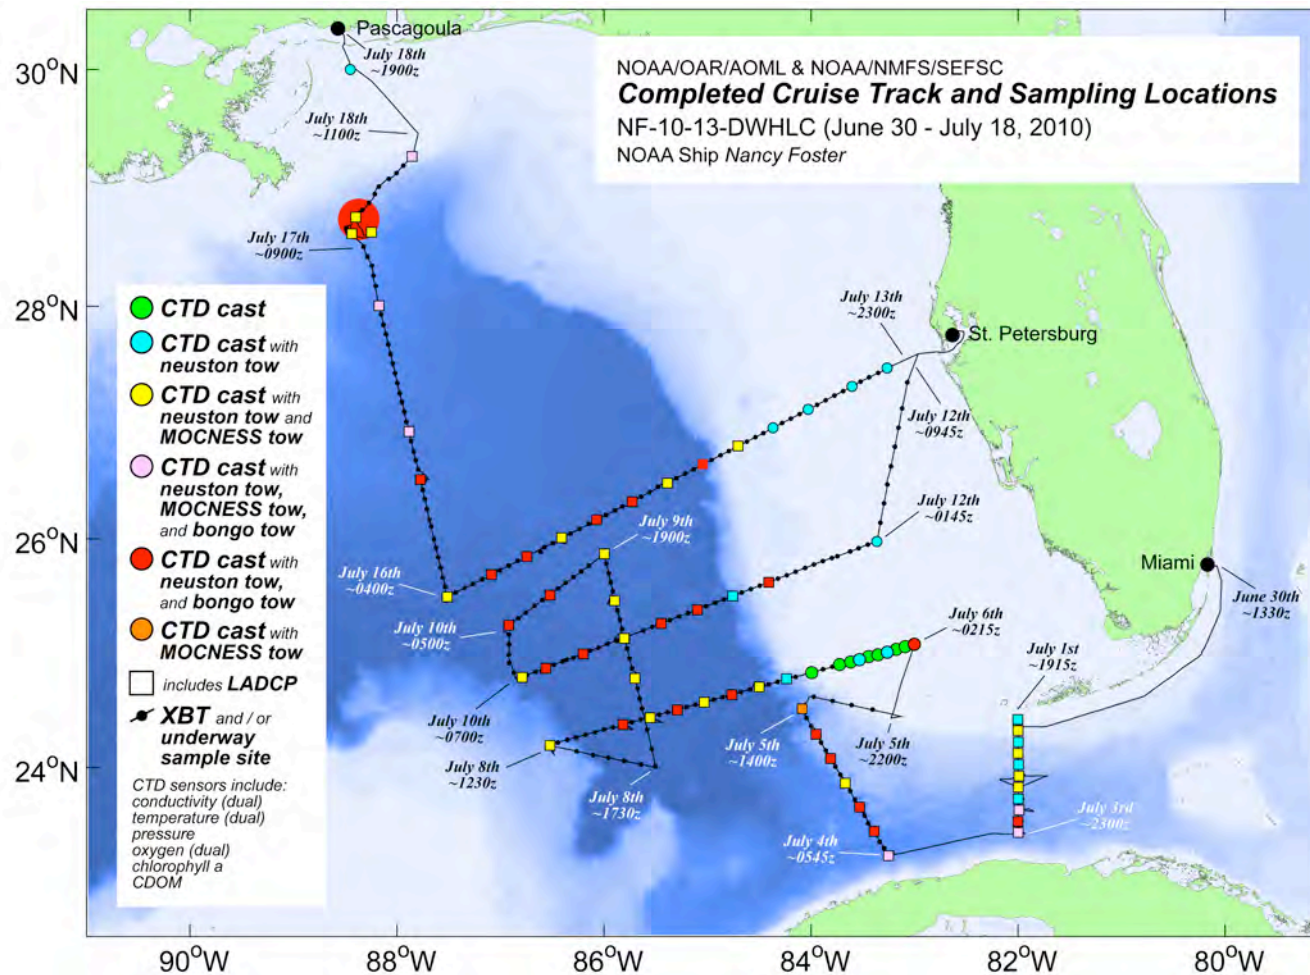 Pascagoula
July 18th
~1900z
30°N
July 18th
~1100z
NOAA/OAR/AOML & NOAA/NMFS/SEFSC
Completed Cruise Track and Sampling Locations
NF-10-13-DWHLC (June 30 - July 18, 2010)
NOAA Ship Nancy Foster
July 17th
~0900z
28°N
CTD cast
CTD cast with
neuston tow
CTD cast with
neuston tow and
MOCNESS tow
CTD cast with
neuston tow,
MOCNESS tow,
and bongo tow
CTD cast with
neuston tow,
and bongo tow
CTD cast with
MOCNESS tow
includes LADCP
XBT and / or
underway
sample site
CTD sensors include:
conductivity (dual)
temperature (dual)
pressure
oxygen (dual)
chlorophyll a
CDOM
July 13th
~2300z
St. Petersburg
July 12th
~0945z
July 12th
~0145z
July 9th
~1900z
26°N
July 16th
~0400z
Miami
June 30th
~1330z
July 10th
~0500z
July 6th
~0215z
July 1st
~1915z
July 10th
~0700z
July 5th
~1400z
July 5th
~2200z
24°N
July 8th
~1230z
July 8th
~1730z
July 3rd
~2300z
July 4th
~0545z
90°W
88°W
86°W
84°W
82°W
80°W